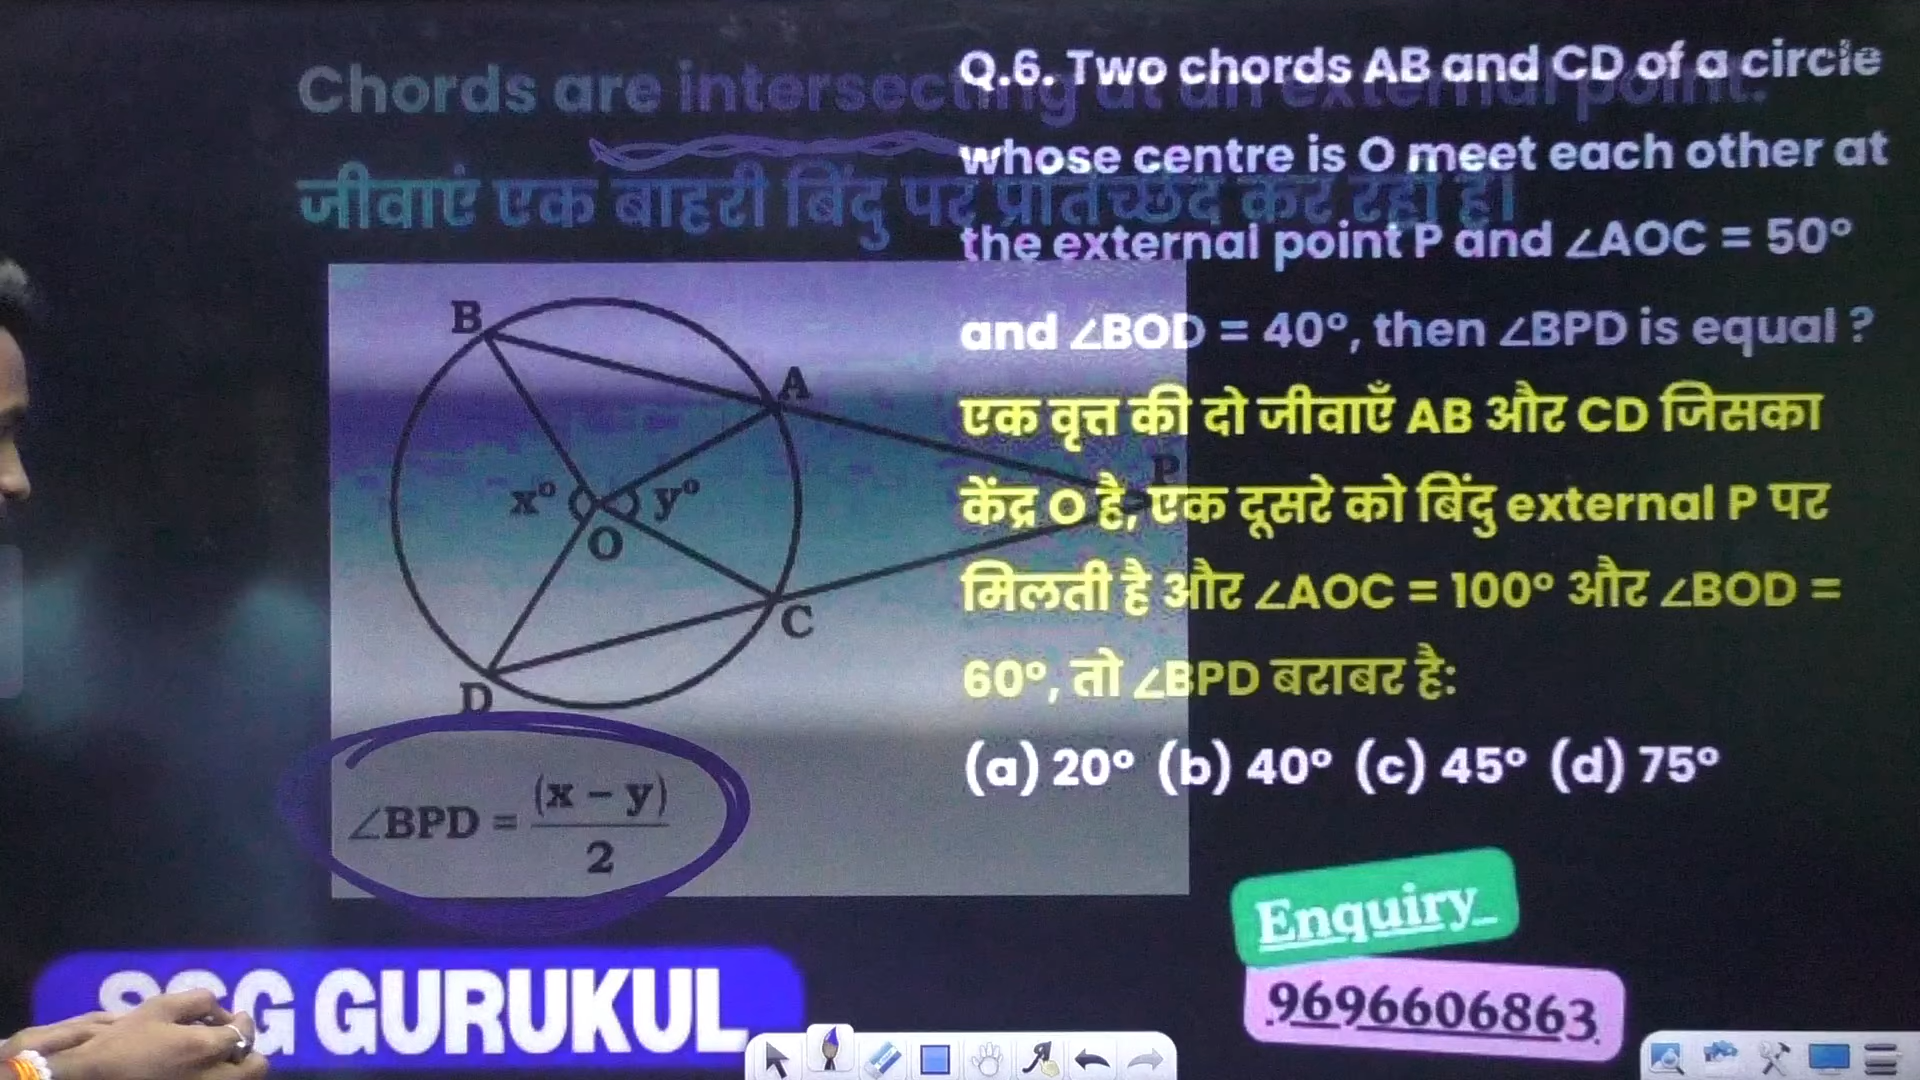 Chords are intersecting at an external point.
जीवाएं एक बाहरी बिंदु पर प्रतिच्छेद कर रही है।
B
A
P
x° y°
O
C
D
∠BPD = (x – y) / 2
Q.6. Two chords AB and CD of a circle
whose centre is O meet each other at
the external point P and ∠AOC = 50°
and ∠BOD = 40°, then ∠BPD is equal ?
एक वृत्त की दो जीवाएँ AB और CD जिसका
केंद्र O है, एक दूसरे को बिंदु external P पर
मिलती है और ∠AOC = 100° और ∠BOD =
60°, तो ∠BPD बराबर है:
(a) 20° (b) 40° (c) 45° (d) 75°
Enquiry
9696606863
GURUKUL